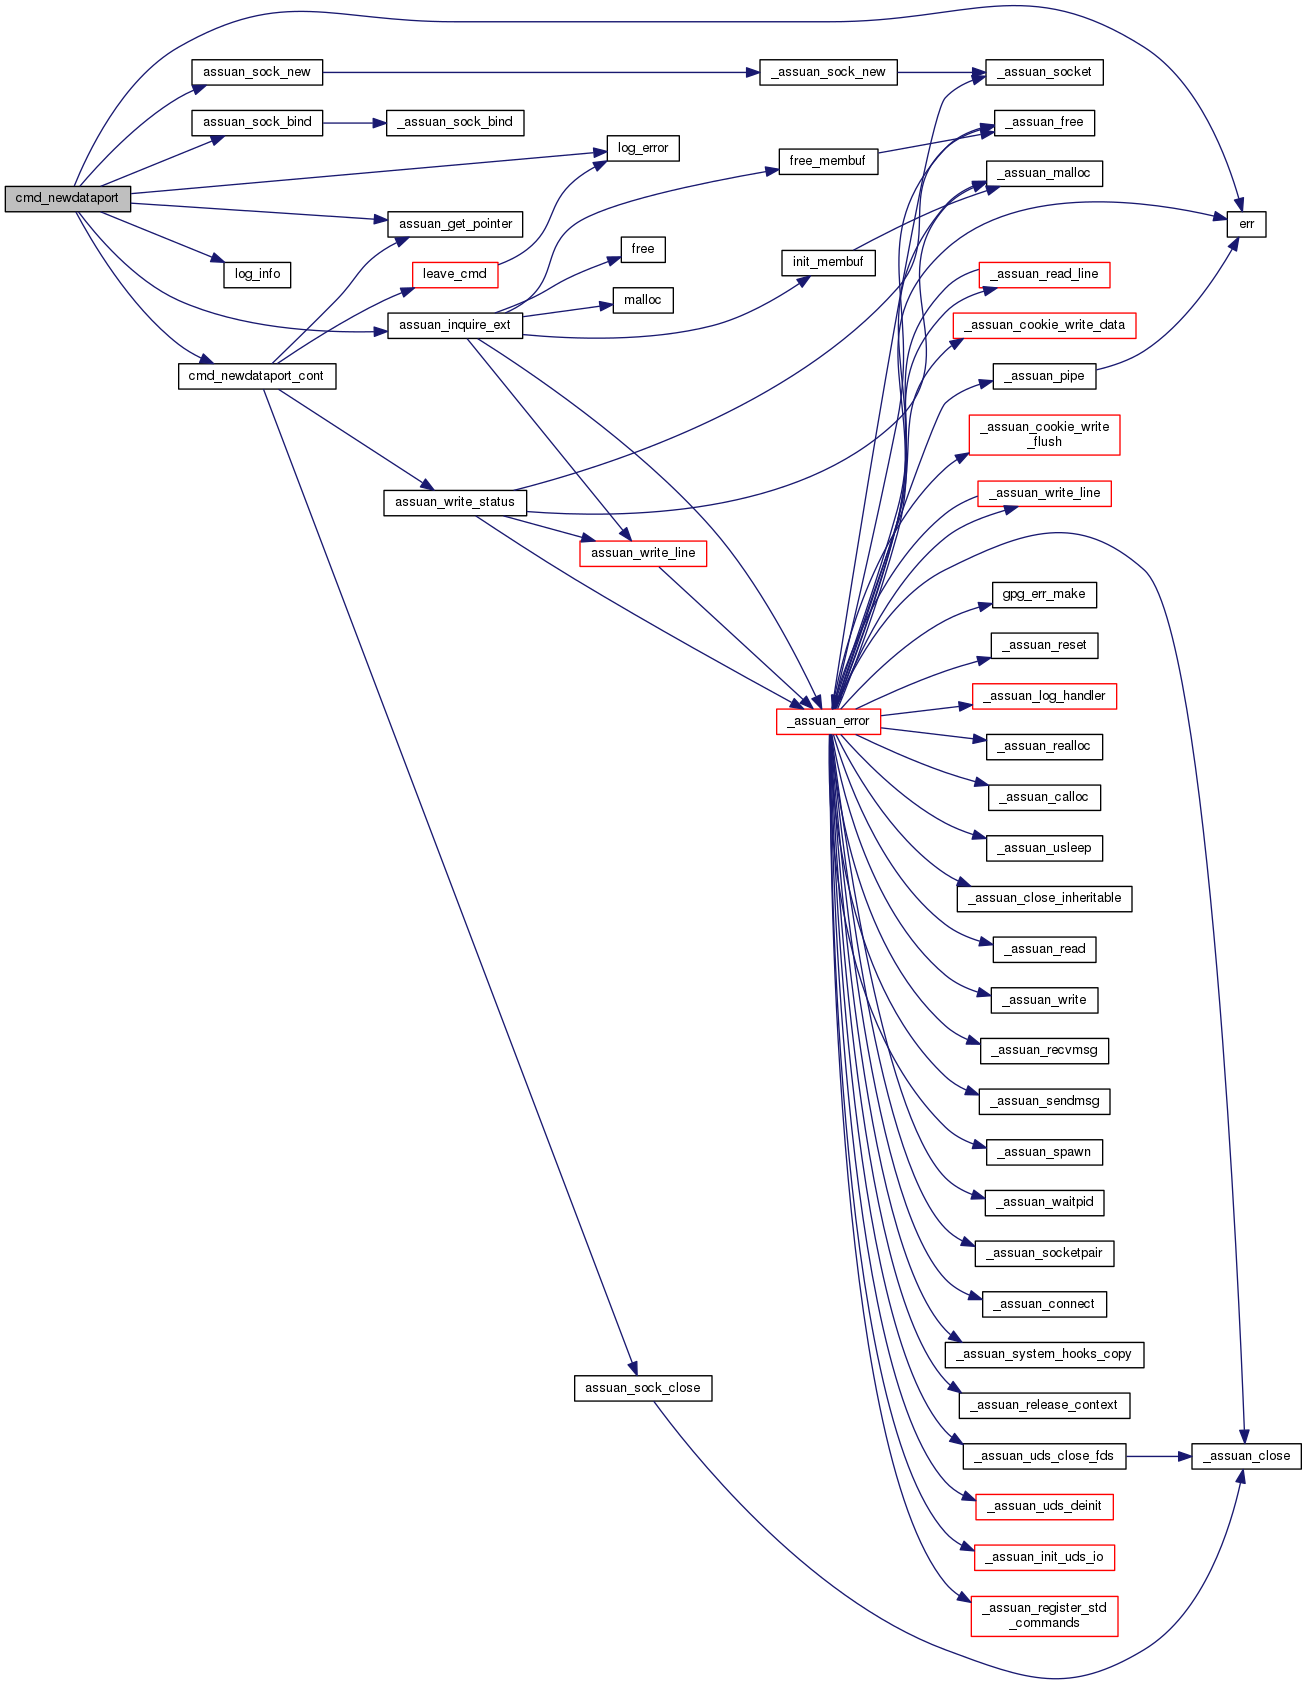 cmd_newdataport
assuan_sock_new
_assuan_sock_new
_assuan_socket
assuan_sock_bind
_assuan_sock_bind
log_error
free_membuf
_assuan_free
_assuan_malloc
assuan_get_pointer
err
log_info
leave_cmd
free
init_membuf
_assuan_read_line
malloc
assuan_inquire_ext
_assuan_cookie_write_data
cmd_newdataport_cont
_assuan_pipe
_assuan_cookie_write
_flush
assuan_write_status
_assuan_write_line
assuan_write_line
gpg_err_make
_assuan_reset
_assuan_log_handler
_assuan_error
_assuan_realloc
_assuan_calloc
_assuan_usleep
_assuan_close_inheritable
_assuan_read
_assuan_write
_assuan_recvmsg
_assuan_sendmsg
_assuan_spawn
_assuan_waitpid
_assuan_socketpair
_assuan_connect
_assuan_system_hooks_copy
assuan_sock_close
_assuan_release_context
_assuan_uds_close_fds
_assuan_close
_assuan_uds_deinit
_assuan_init_uds_io
_assuan_register_std
_commands